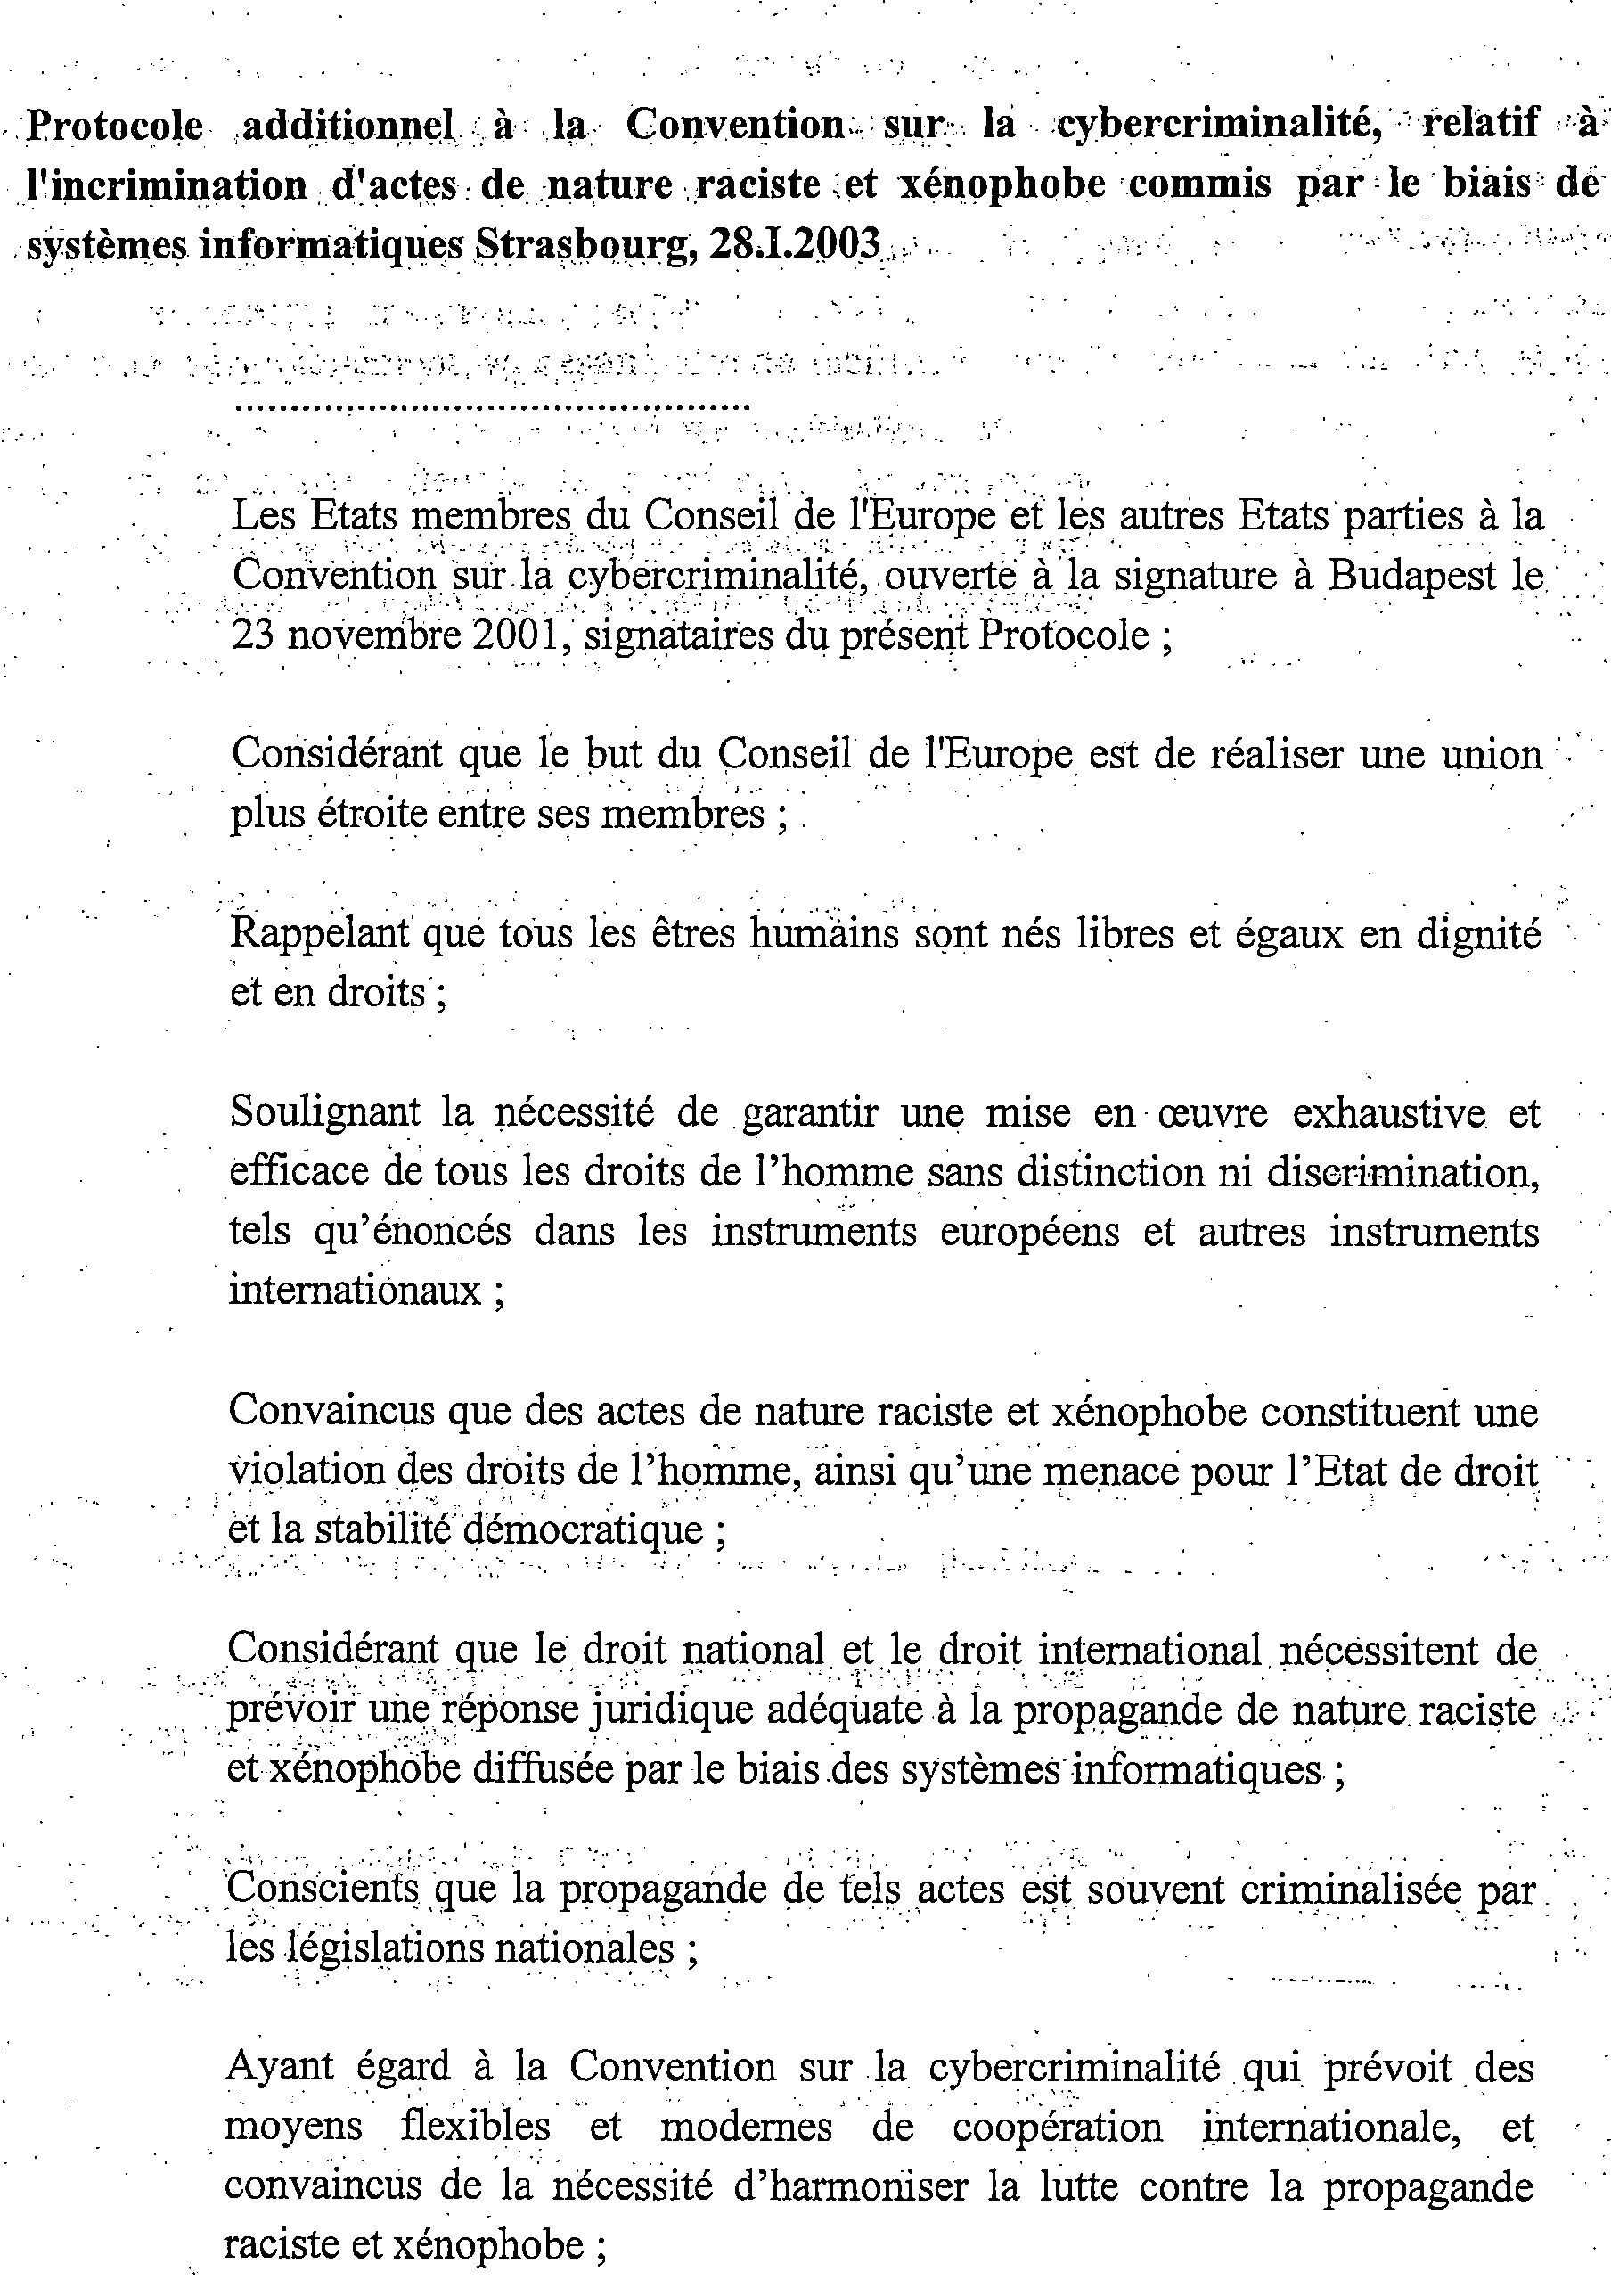 Protocole additionnel à la Convention sur la cybercriminalité, relatif à
l'incrimination d'actes de nature raciste et xénophobe commis par le biais de
systèmes informatiques Strasbourg, 28.I.2003
............................................
Les Etats membres du Conseil de l'Europe et les autres Etats parties à la
Convention sur la cybercriminalité, ouverte à la signature à Budapest le
23 novembre 2001, signataires du présent Protocole ;
Considérant que le but du Conseil de l'Europe est de réaliser une union
plus étroite entre ses membres ;
Rappelant que tous les êtres humains sont nés libres et égaux en dignité
et en droits ;
Soulignant la nécessité de garantir une mise en œuvre exhaustive et
efficace de tous les droits de l’homme sans distinction ni discrimination,
tels qu’énoncés dans les instruments européens et autres instruments
internationaux ;
Convaincus que des actes de nature raciste et xénophobe constituent une
violation des droits de l’homme, ainsi qu’une menace pour l’Etat de droit
et la stabilité démocratique ;
Considérant que le droit national et le droit international nécessitent de
prévoir une réponse juridique adéquate à la propagande de nature raciste
et xénophobe diffusée par le biais des systèmes informatiques ;
Conscients que la propagande de tels actes est souvent criminalisée par
les législations nationales ;
Ayant égard à la Convention sur la cybercriminalité qui prévoit des
moyens flexibles et modernes de coopération internationale, et
convaincus de la nécessité d’harmoniser la lutte contre la propagande
raciste et xénophobe ;